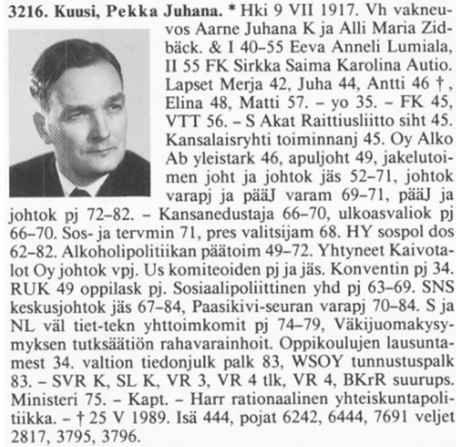 3216. Kuusi, Pekka Juhana. * Hki 9 VII 1917. Vh vakneu-
vos Aarne Juhana K ja Alli Maria Zid-
bäck. & I 40–55 Eeva Anneli Lumiala,
II 55 FK Sirkka Saima Karolina Autio.
Lapset Merja 42, Juha 44, Antti 46 †,
Elina 48, Matti 57. – yo 35. – FK 45,
VTT 56. – S Akat Raittiusliitto siht 45.
Kansalaisryhti toiminnanj 45. Oy Alko
Ab yleistark 46, apuljoht 49, jakelutoi-
men joht ja johtok jäs 52–71, johtok
varapj ja pääJ varam 69–71, pääJ ja
johtok pj 72–82. – Kansanedustaja 66–70, ulkoasvaliok pj
66–70. Sos- ja tervmin 71, pres valitsijam 68. HY sospol dos
62–82. Alkoholipolitiikan päätoim 49–72. Yhtyneet Kaivota-
lot Oy johtok vpj. Us komiteoiden pj ja jäs. Konventin pj 34.
RUK 49 oppilask pj. Sosiaalipoliittinen yhd pj 63–69. SNS
keskusjohtok jäs 67–84, Paasikivi-seuran varapj 70–84. S ja
NL väl tiet-tekn yhttoimkomit pj 74–79, Väkijuomakysy-
myksen tutksäätiön rahavarainhoit. Oppikoulujen lausunta-
mest 34. valtion tiedonjulk palk 83, WSOY tunnustuspalk
83. – SVR K, SL K, VR 3, VR 4 tlk, VR 4, BKrR suurups.
Ministeri 75. – Kapt. – Harr rationaalinen yhteiskuntapoli-
tiikka. – † 25 V 1989. Isä 444, pojat 6242, 6444, 7691 veljet
2817, 3795, 3796.